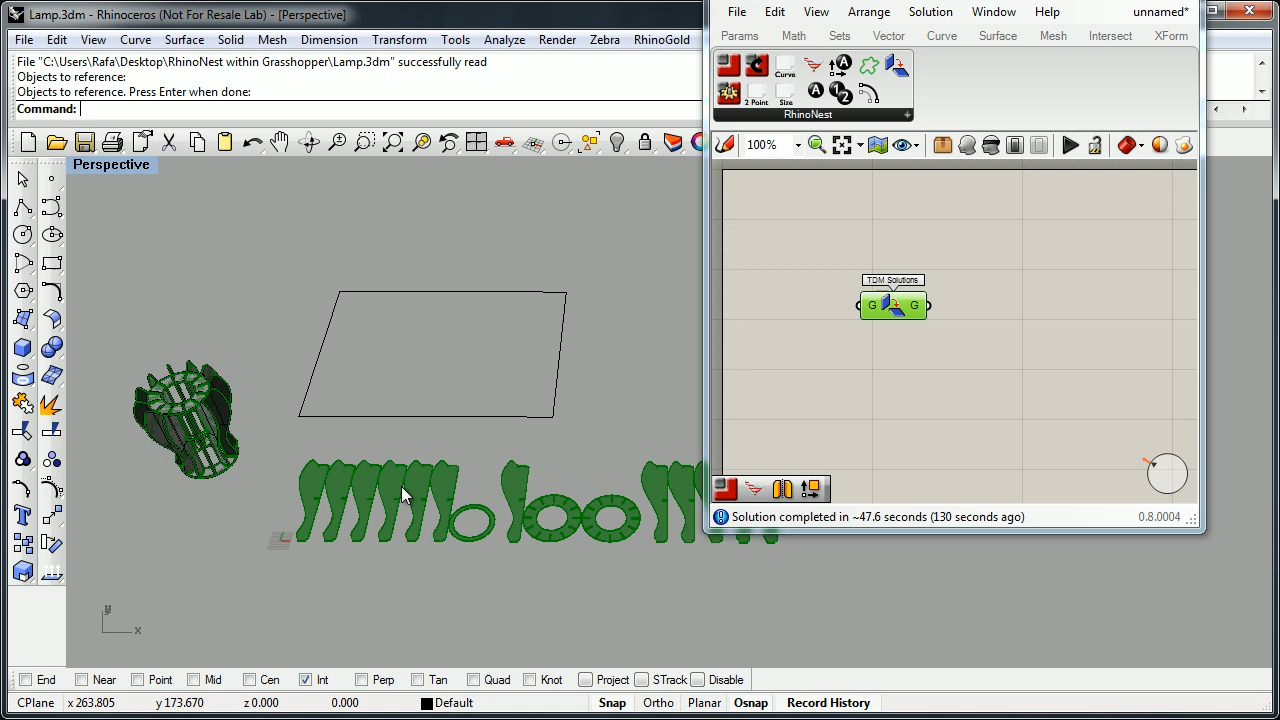 Lamp.3dm - Rhinoceros (Not For Resale Lab) - [Perspective]
File Edit View Curve Surface Solid Mesh Dimension Transform Tools Analyze Render Zebra RhinoGold
File "C:\Users\Rafa\Desktop\RhinoNest within Grasshopper\Lamp.3dm" successfully read
Objects to reference:
Objects to reference. Press Enter when done:
Command:
Perspective
File Edit View Arrange Solution Window Help unnamed*
Params Math Sets Vector Curve Surface Mesh Intersect XForm
Curve A
2 Point Size A 1 2
RhinoNest
100%
TDM Solutions
G G
Solution completed in ~47.6 seconds (130 seconds ago) 0.8.0004
y
x
End Near Point Mid Cen Int Perp Tan Quad Knot Project STrack Disable
CPlane x 263.805 y 173.670 z 0.000 0.000 Default Snap Ortho Planar Osnap Record History